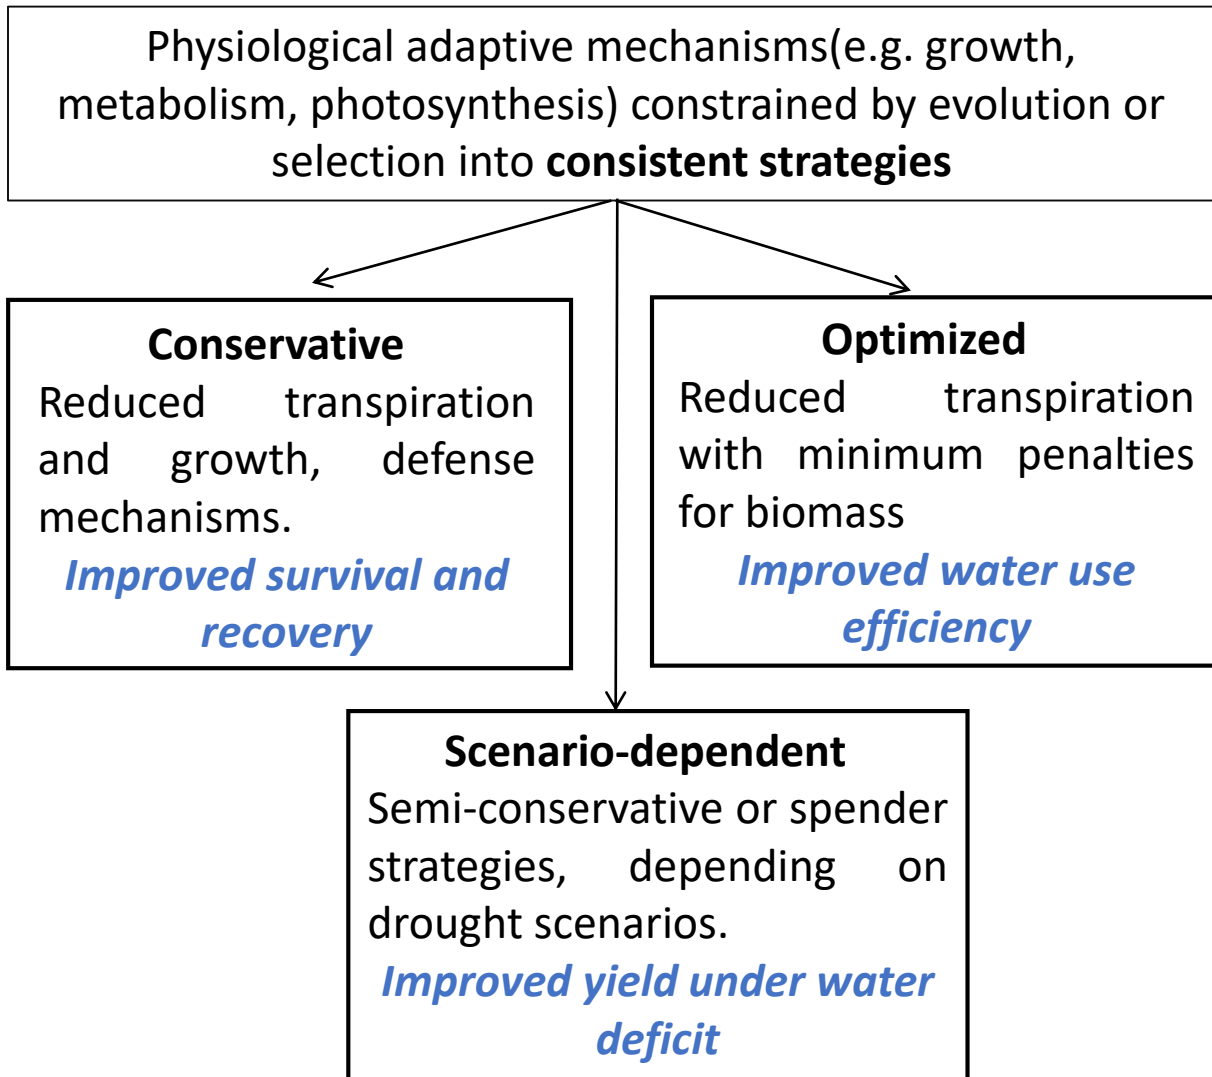 Physiological adaptive mechanisms(e.g. growth,
metabolism, photosynthesis) constrained by evolution or
selection into consistent strategies
Conservative
Reduced transpiration
and growth, defense
mechanisms.
Improved survival and
recovery
Optimized
Reduced transpiration
with minimum penalties
for biomass
Improved water use
efficiency
Scenario-dependent
Semi-conservative or spender
strategies, depending on
drought scenarios.
Improved yield under water
deficit